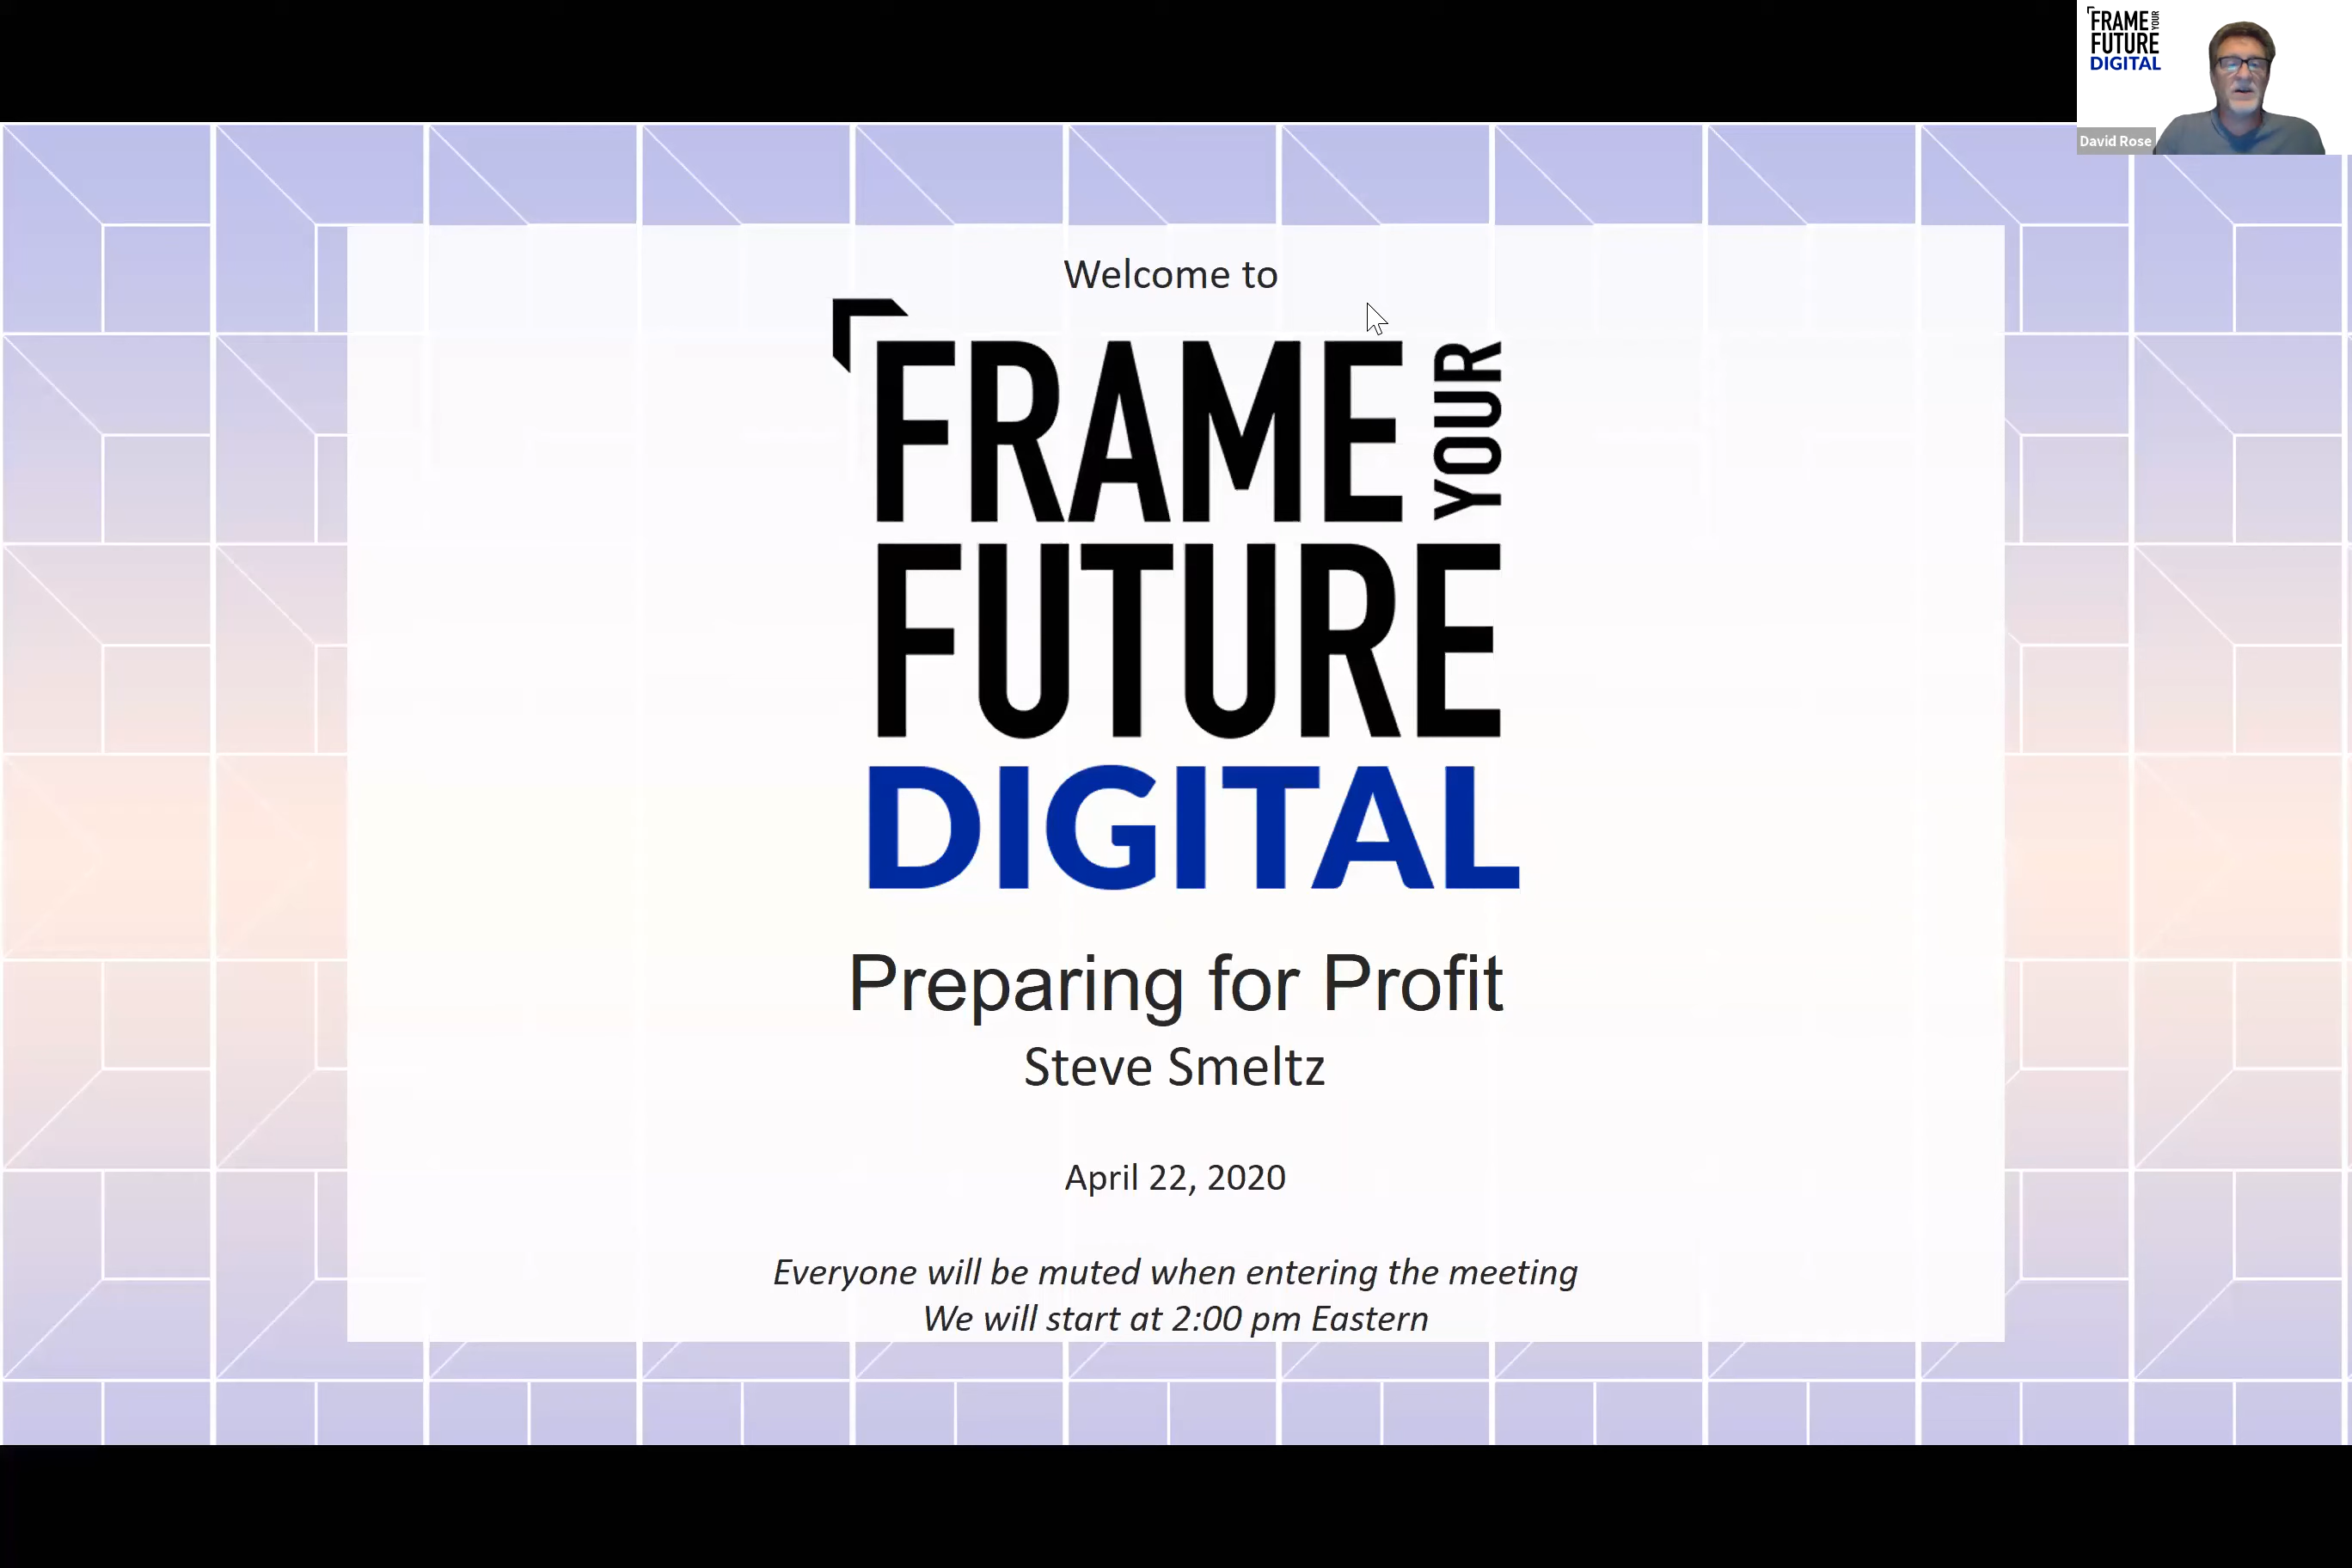 FRAME YOUR
FUTURE
DIGITAL
David Rose
Welcome to
FRAME YOUR
FUTURE
DIGITAL
Preparing for Profit
Steve Smeltz
April 22, 2020
Everyone will be muted when entering the meeting
We will start at 2:00 pm Eastern